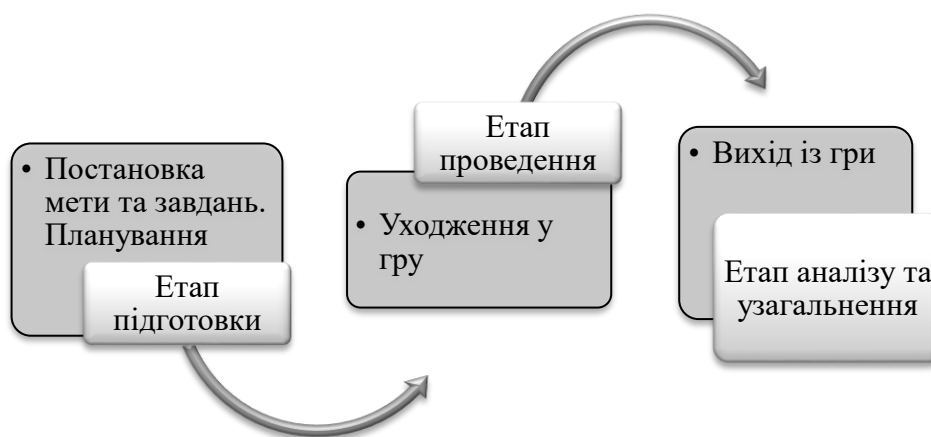 • Постановка
мети та завдань.
Планування
Етап
підготовки
Етап
проведення
• Уходження у
гру
• Вихід із гри
Етап аналізу та
узагальнення